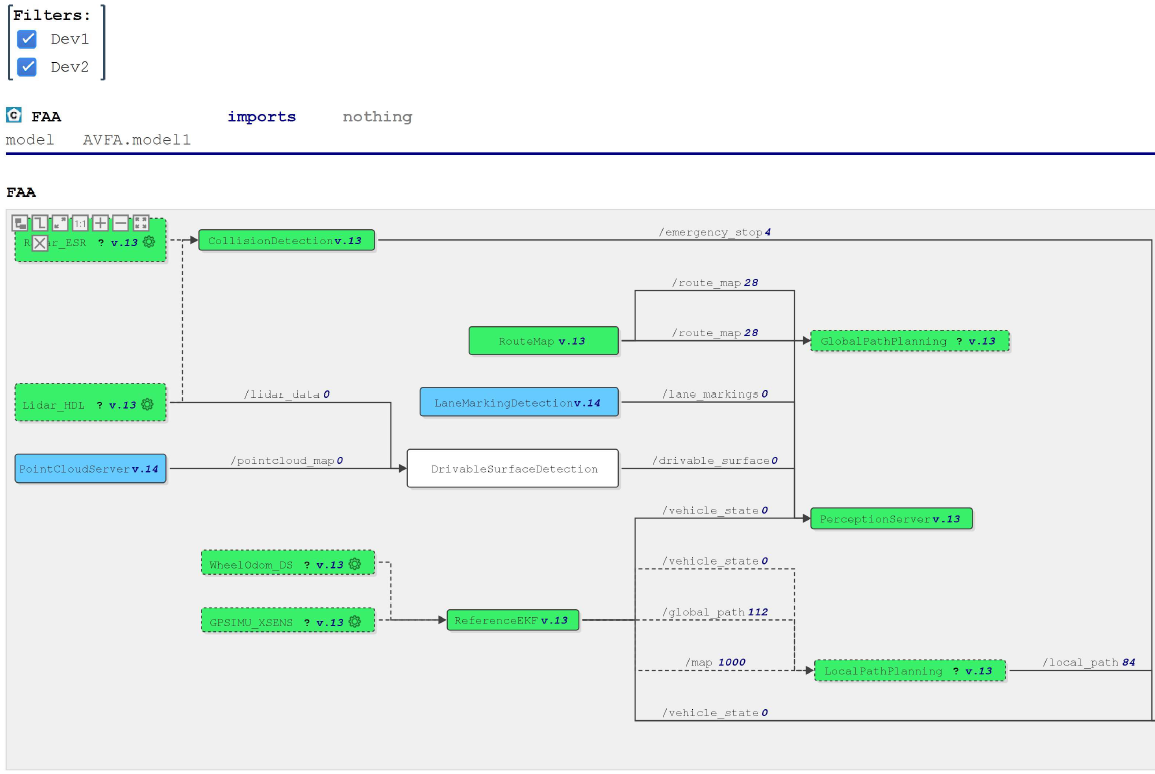 Filters:
Dev1
Dev2
FAA imports nothing
model AVFA.model1
FAA
1:1
_ESR ? v.13
CollisionDetection v.13
/emergency_stop 4
/route_map 28
RouteMap v.13
/route_map 28
GlobalPathPlanning ? v.13
Lidar_HDL ? v.13
/lidar_data 0
LaneMarkingDetection v.14
/lane_markings 0
PointCloudServer v.14
/pointcloud_map 0
DrivableSurfaceDetection
/drivable_surface 0
/vehicle_state 0
PerceptionServer v.13
WheelOdom_DS ? v.13
/vehicle_state 0
GPSIMU_XSENS ? v.13
ReferenceEKF v.13
/global_path 112
/map 1000
LocalPathPlanning ? v.13
/local_path 84
/vehicle_state 0